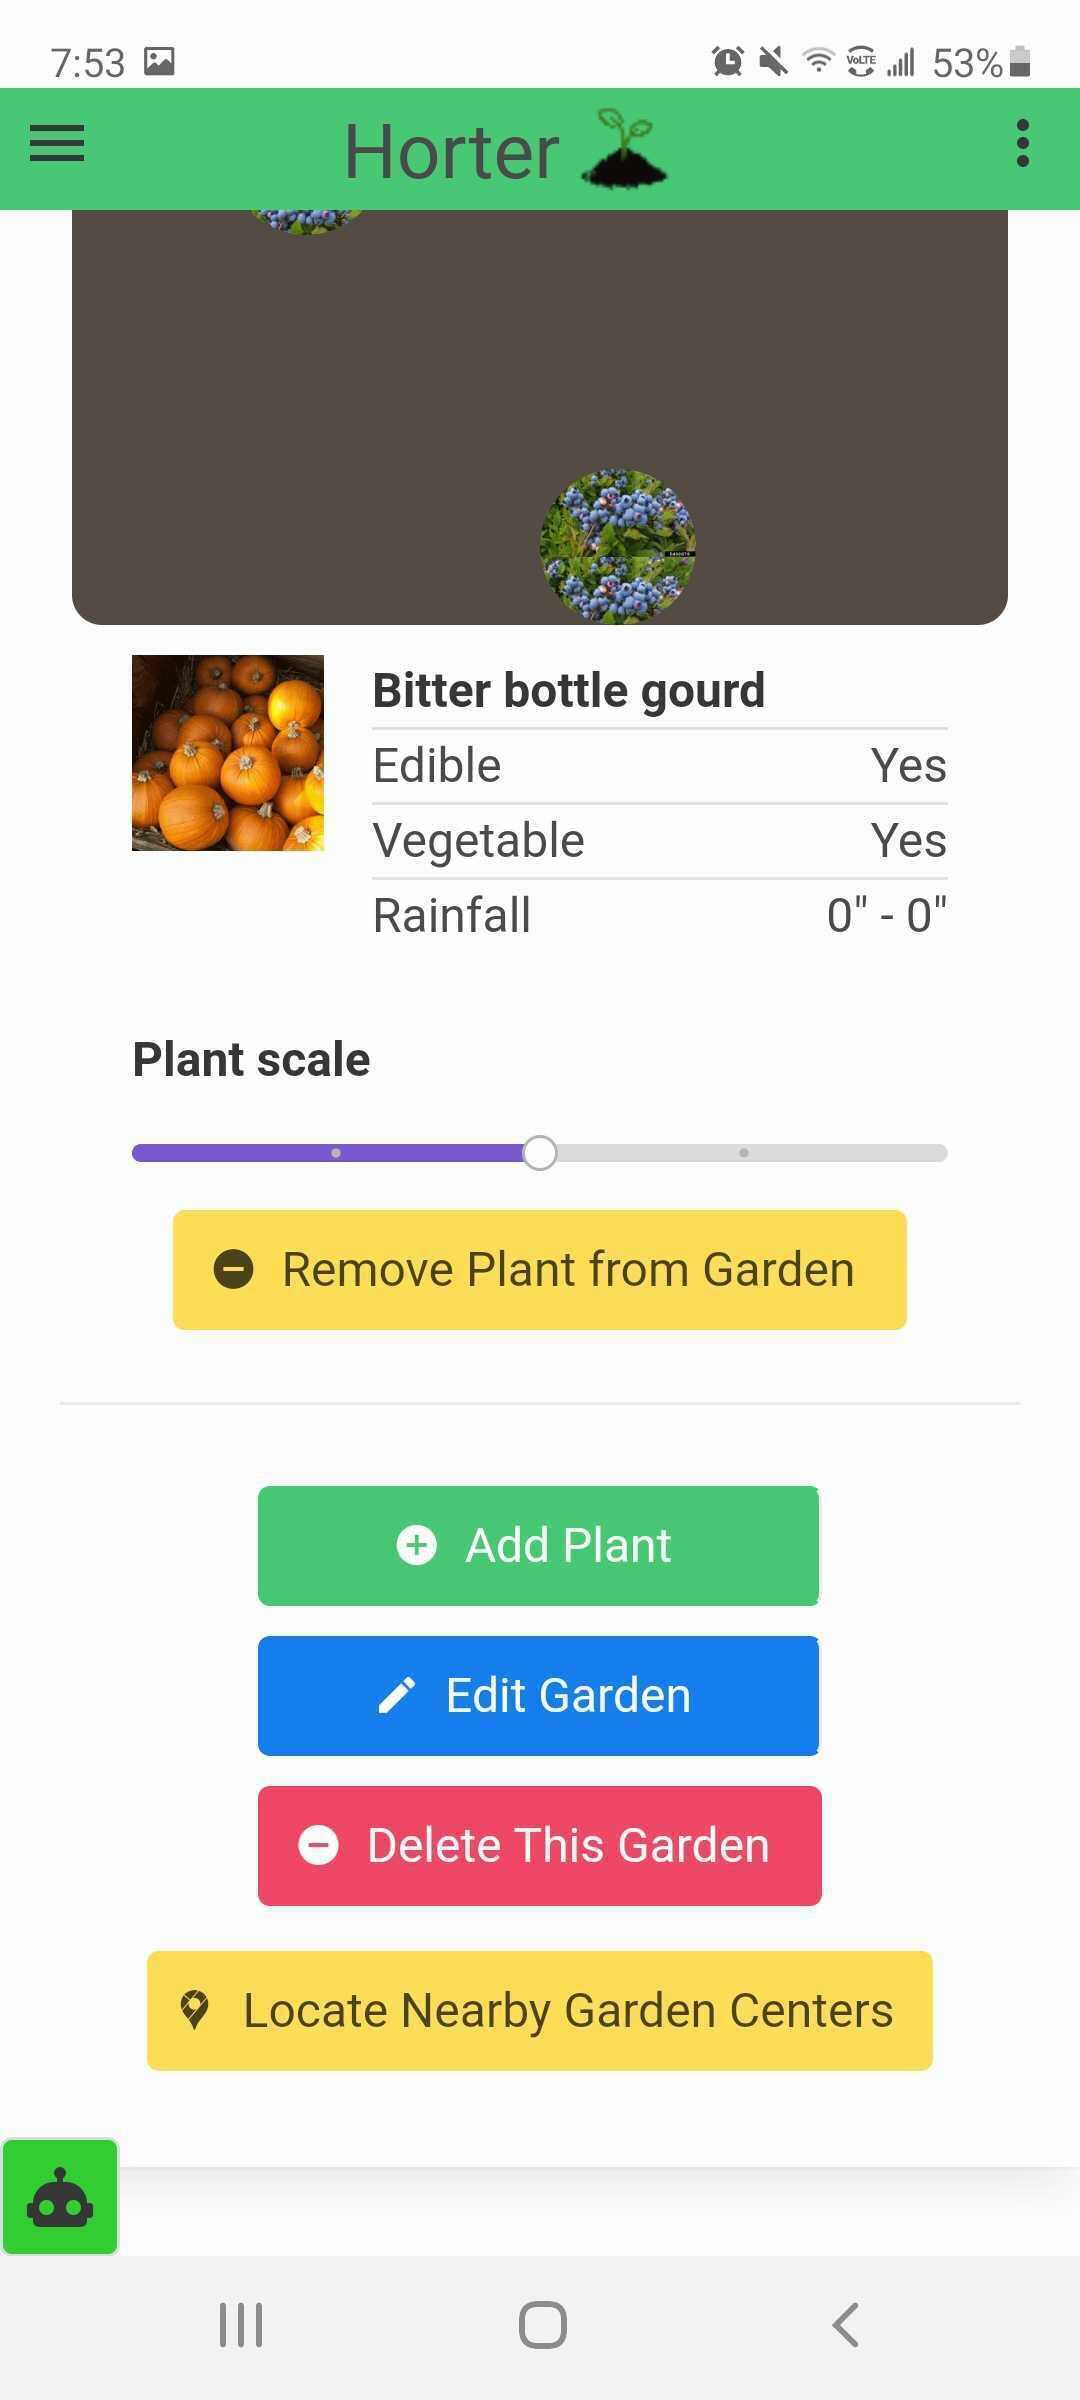 7:53
VoLTE
53%
Horter
Bitter bottle gourd
Edible Yes
Vegetable Yes
Rainfall 0" - 0"
Plant scale
Remove Plant from Garden
Add Plant
Edit Garden
Delete This Garden
Locate Nearby Garden Centers